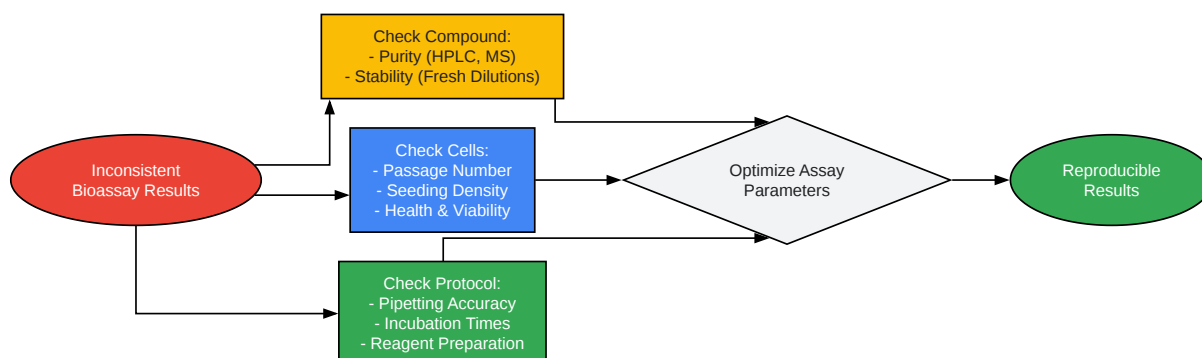 Check Compound:
- Purity (HPLC, MS)
- Stability (Fresh Dilutions)
Inconsistent
Bioassay Results
Check Cells:
- Passage Number
- Seeding Density
- Health & Viability
Optimize Assay
Parameters
Reproducible
Results
Check Protocol:
- Pipetting Accuracy
- Incubation Times
- Reagent Preparation